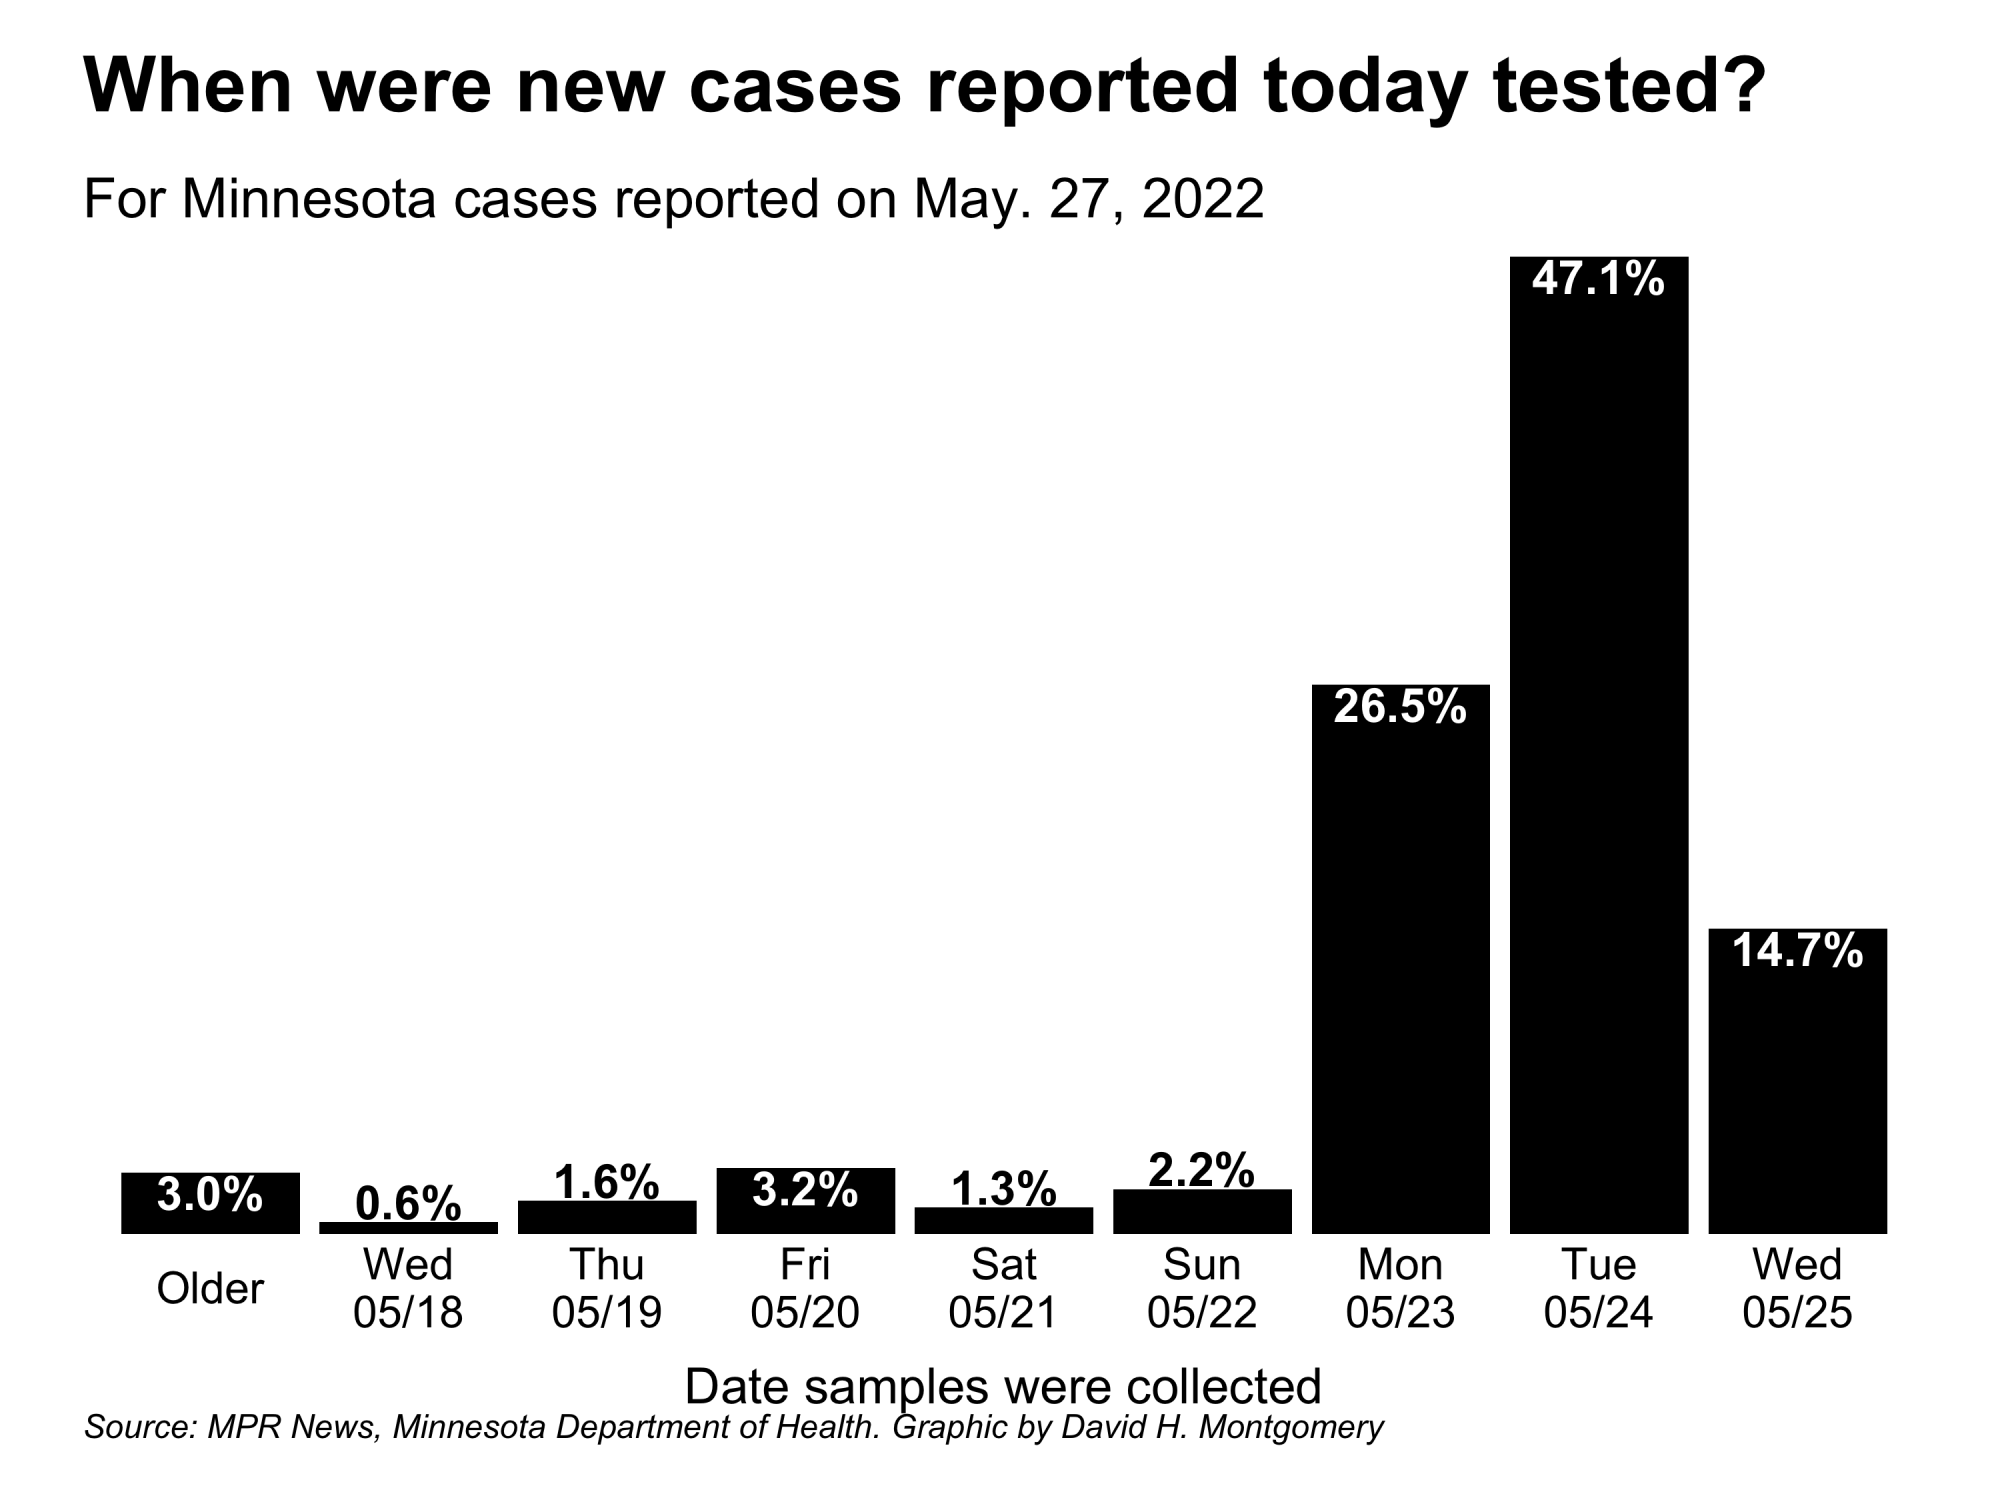 When were new cases reported today tested?
For Minnesota cases reported on May. 27, 2022
47.1%
26.5%
14.7%
3.0%
0.6%
1.6%
3.2%
1.3%
2.2%
Older
Wed
05/18
Thu
05/19
Fri
05/20
Sat
05/21
Sun
05/22
Mon
05/23
Tue
05/24
Wed
05/25
Date samples were collected
Source: MPR News, Minnesota Department of Health. Graphic by David H. Montgomery